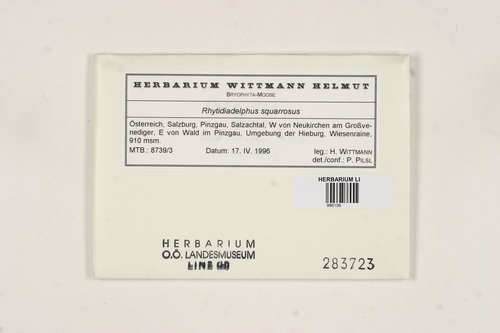 HERBARIUM WITTMANN HELMUT
BRYOPHYTA-MOOSE
Rhytidiadelphus squarrosus
Österreich, Salzburg, Pinzgau, Salzachtal, W von Neukirchen am Großve-
nediger, E von Wald im Pinzgau, Umgebung der Hieburg, Wiesenraine,
910 msm.
MTB.: 8739/3 Datum: 17. IV. 1996 leg.: H. WITTMANN
det./conf.: P. PILSL
HERBARIUM LI
HERBARIUM
O.Ö. LANDESMUSEUM
LINZ
283723